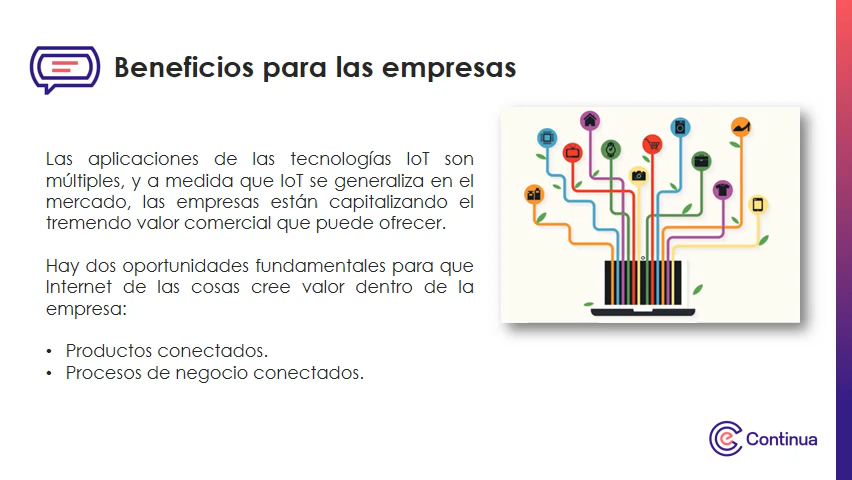 Beneficios para las empresas
Las aplicaciones de las tecnologías IoT son
múltiples, y a medida que IoT se generaliza en el
mercado, las empresas están capitalizando el
tremendo valor comercial que puede ofrecer.
Hay dos oportunidades fundamentales para que
Internet de las cosas cree valor dentro de la
empresa:
• Productos conectados.
• Procesos de negocio conectados.
Continua